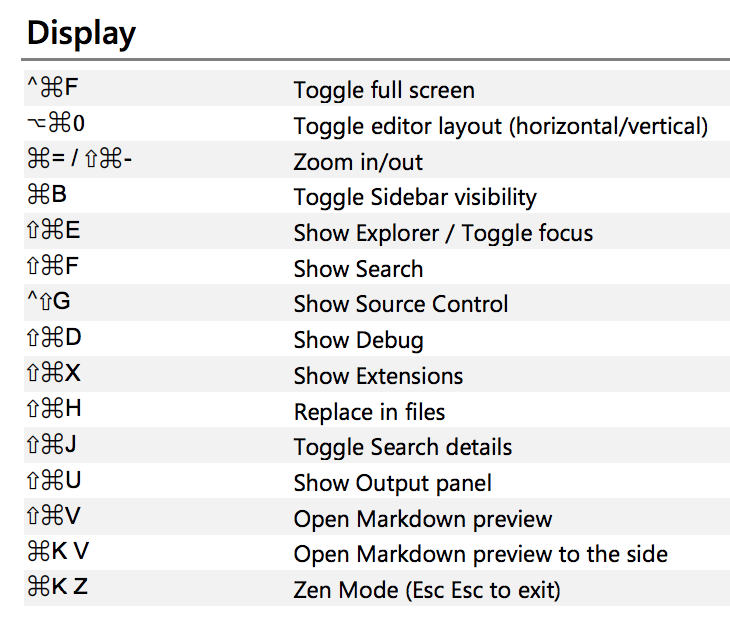 Display
^⌘F Toggle full screen
⌥⌘0 Toggle editor layout (horizontal/vertical)
⌘= / ⇧⌘- Zoom in/out
⌘B Toggle Sidebar visibility
⇧⌘E Show Explorer / Toggle focus
⇧⌘F Show Search
^⇧G Show Source Control
⇧⌘D Show Debug
⇧⌘X Show Extensions
⇧⌘H Replace in files
⇧⌘J Toggle Search details
⇧⌘U Show Output panel
⇧⌘V Open Markdown preview
⌘K V Open Markdown preview to the side
⌘K Z Zen Mode (Esc Esc to exit)